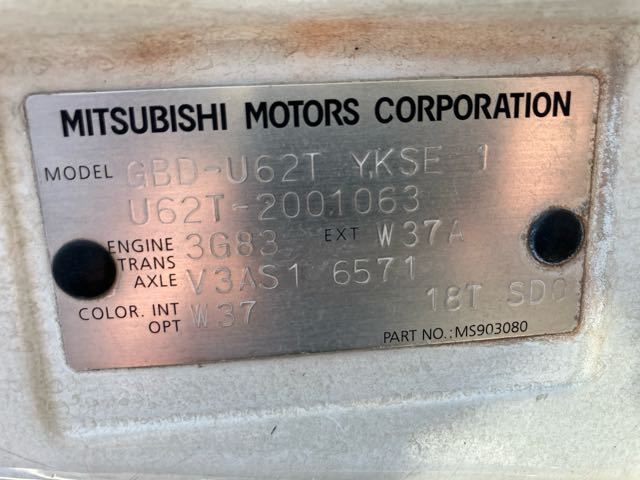 MITSUBISHI MOTORS CORPORATION
MODEL GBD-U62T YKSE 1
U62T-2001063
ENGINE 3G83 EXT W37A
TRANS AXLE V3AS1 6571
COLOR. INT OPT W37 18T SD0
PART NO.:MS903080